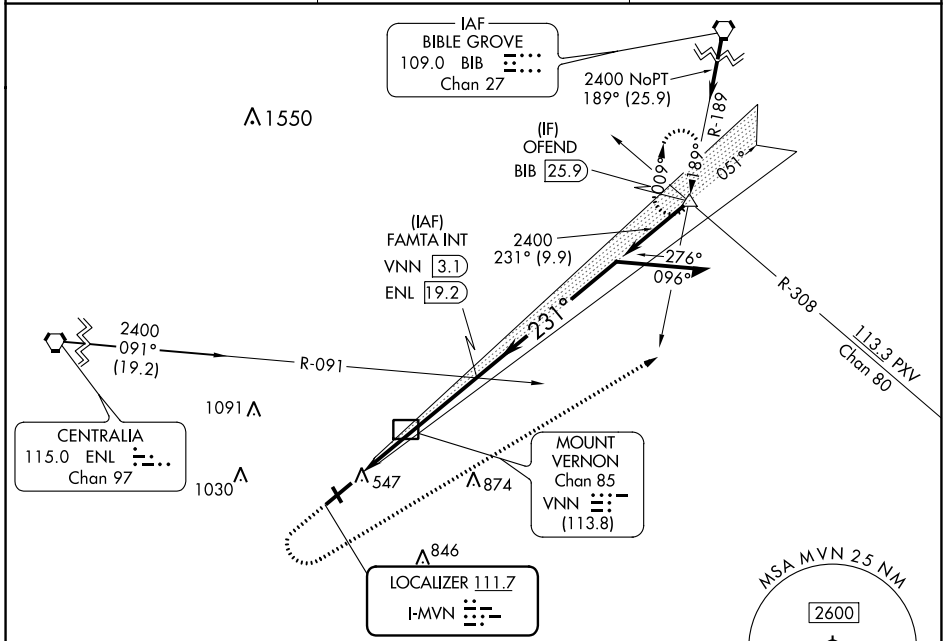 IAF
BIBLE GROVE
109.0 BIB
Chan 27
2400 NoPT
189° (25.9)
R-189
1550
(IF)
OFEND
BIB 25.9
009°
189°
051°
(IAF)
FAMTA INT
VNN 3.1
ENL 19.2
2400
231° (9.9)
276°
096°
231°
R-308
113.3 PXV
Chan 80
2400
091°
(19.2)
R-091
1091
CENTRALIA
115.0 ENL
Chan 97
1030
547
874
MOUNT
VERNON
Chan 85
VNN
(113.8)
846
LOCALIZER 111.7
I-MVN
MSA MVN 25 NM
2600